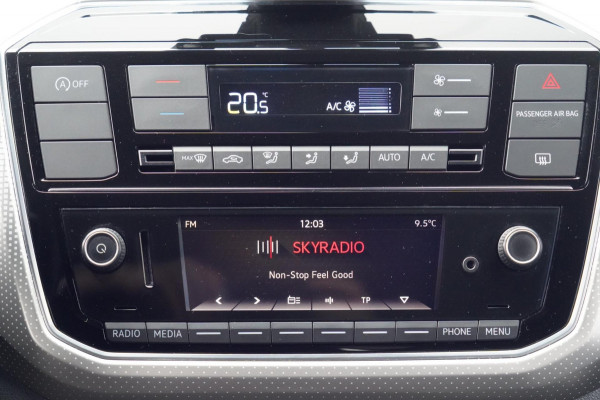 A OFF
20.5 °C
A/C
PASSENGER AIR BAG
MAX
AUTO
A/C
FM 12:03 9.5°C
SKYRADIO
Non-Stop Feel Good
TP
RADIO MEDIA PHONE MENU